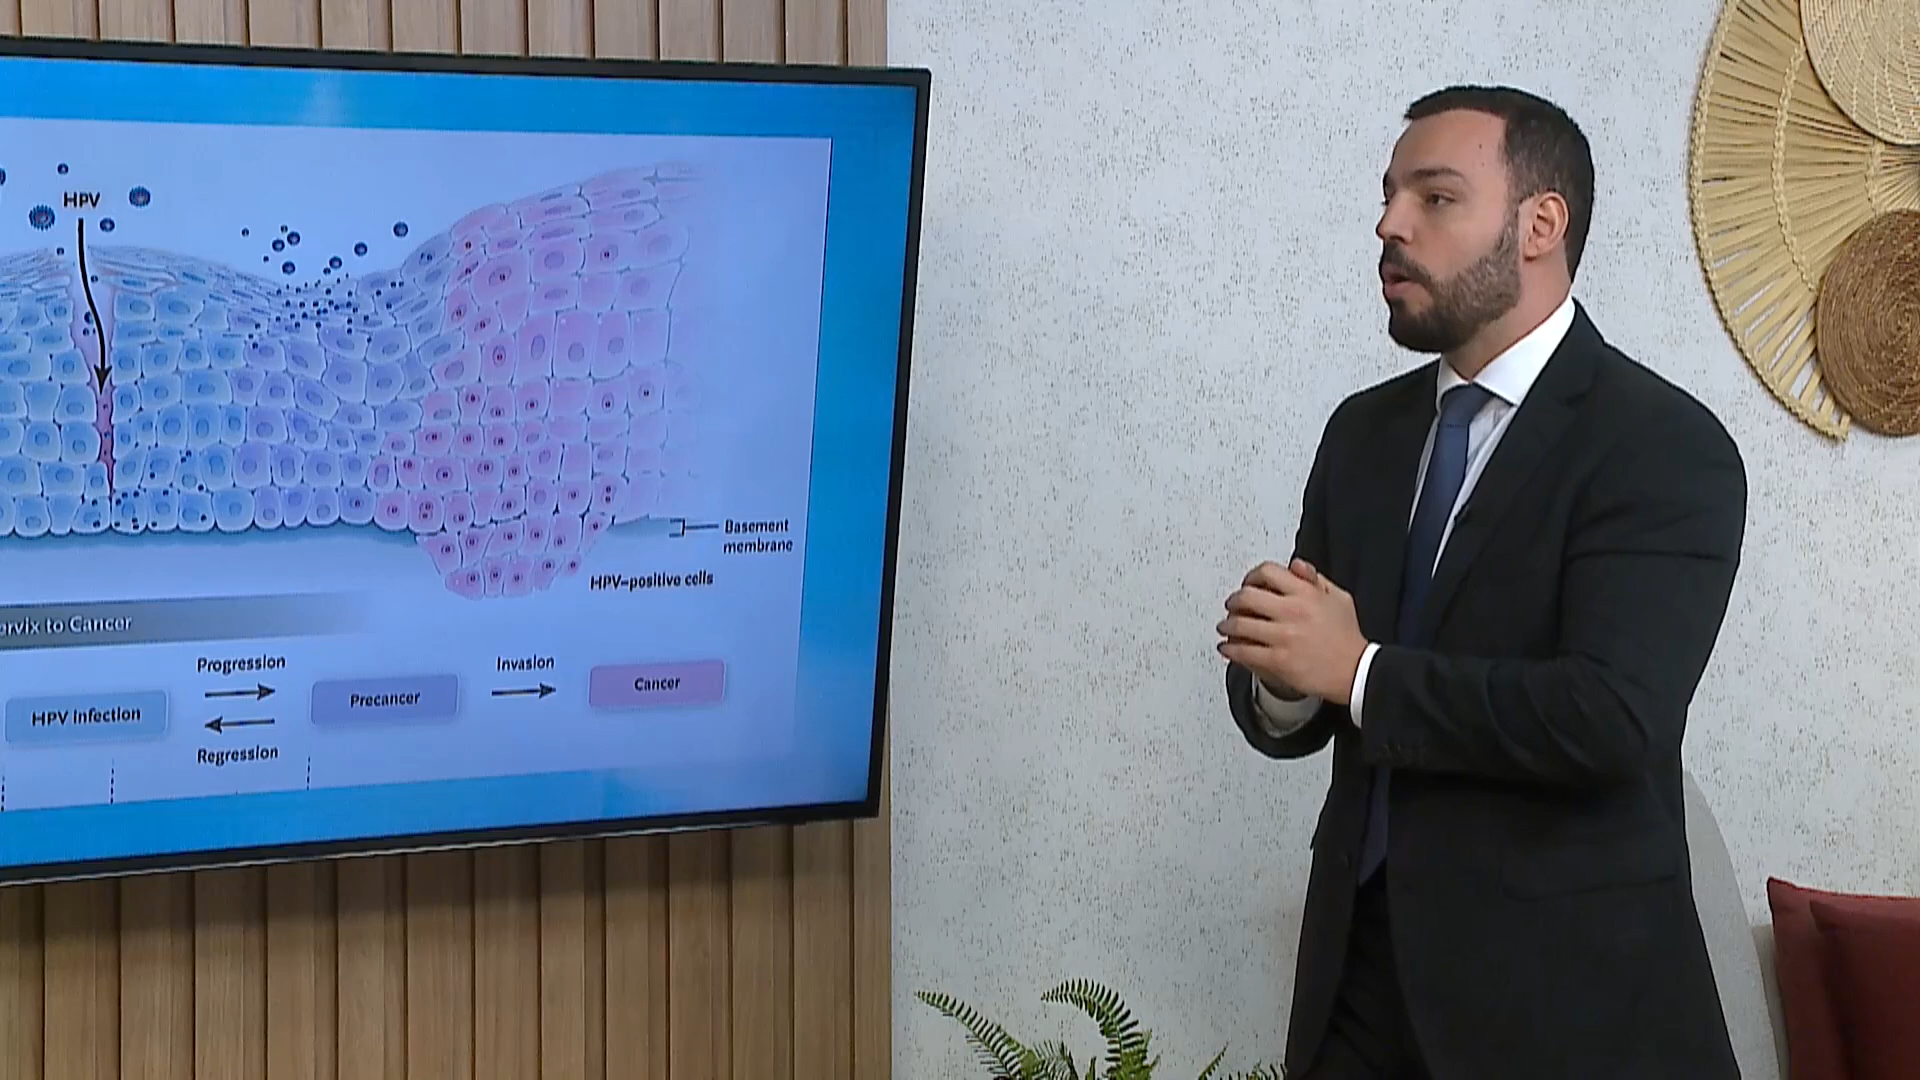 HPV
Basement
membrane
HPV-positive cells
ervix to Cancer
Progression
Invasion
HPV Infection
Precancer
Cancer
Regression